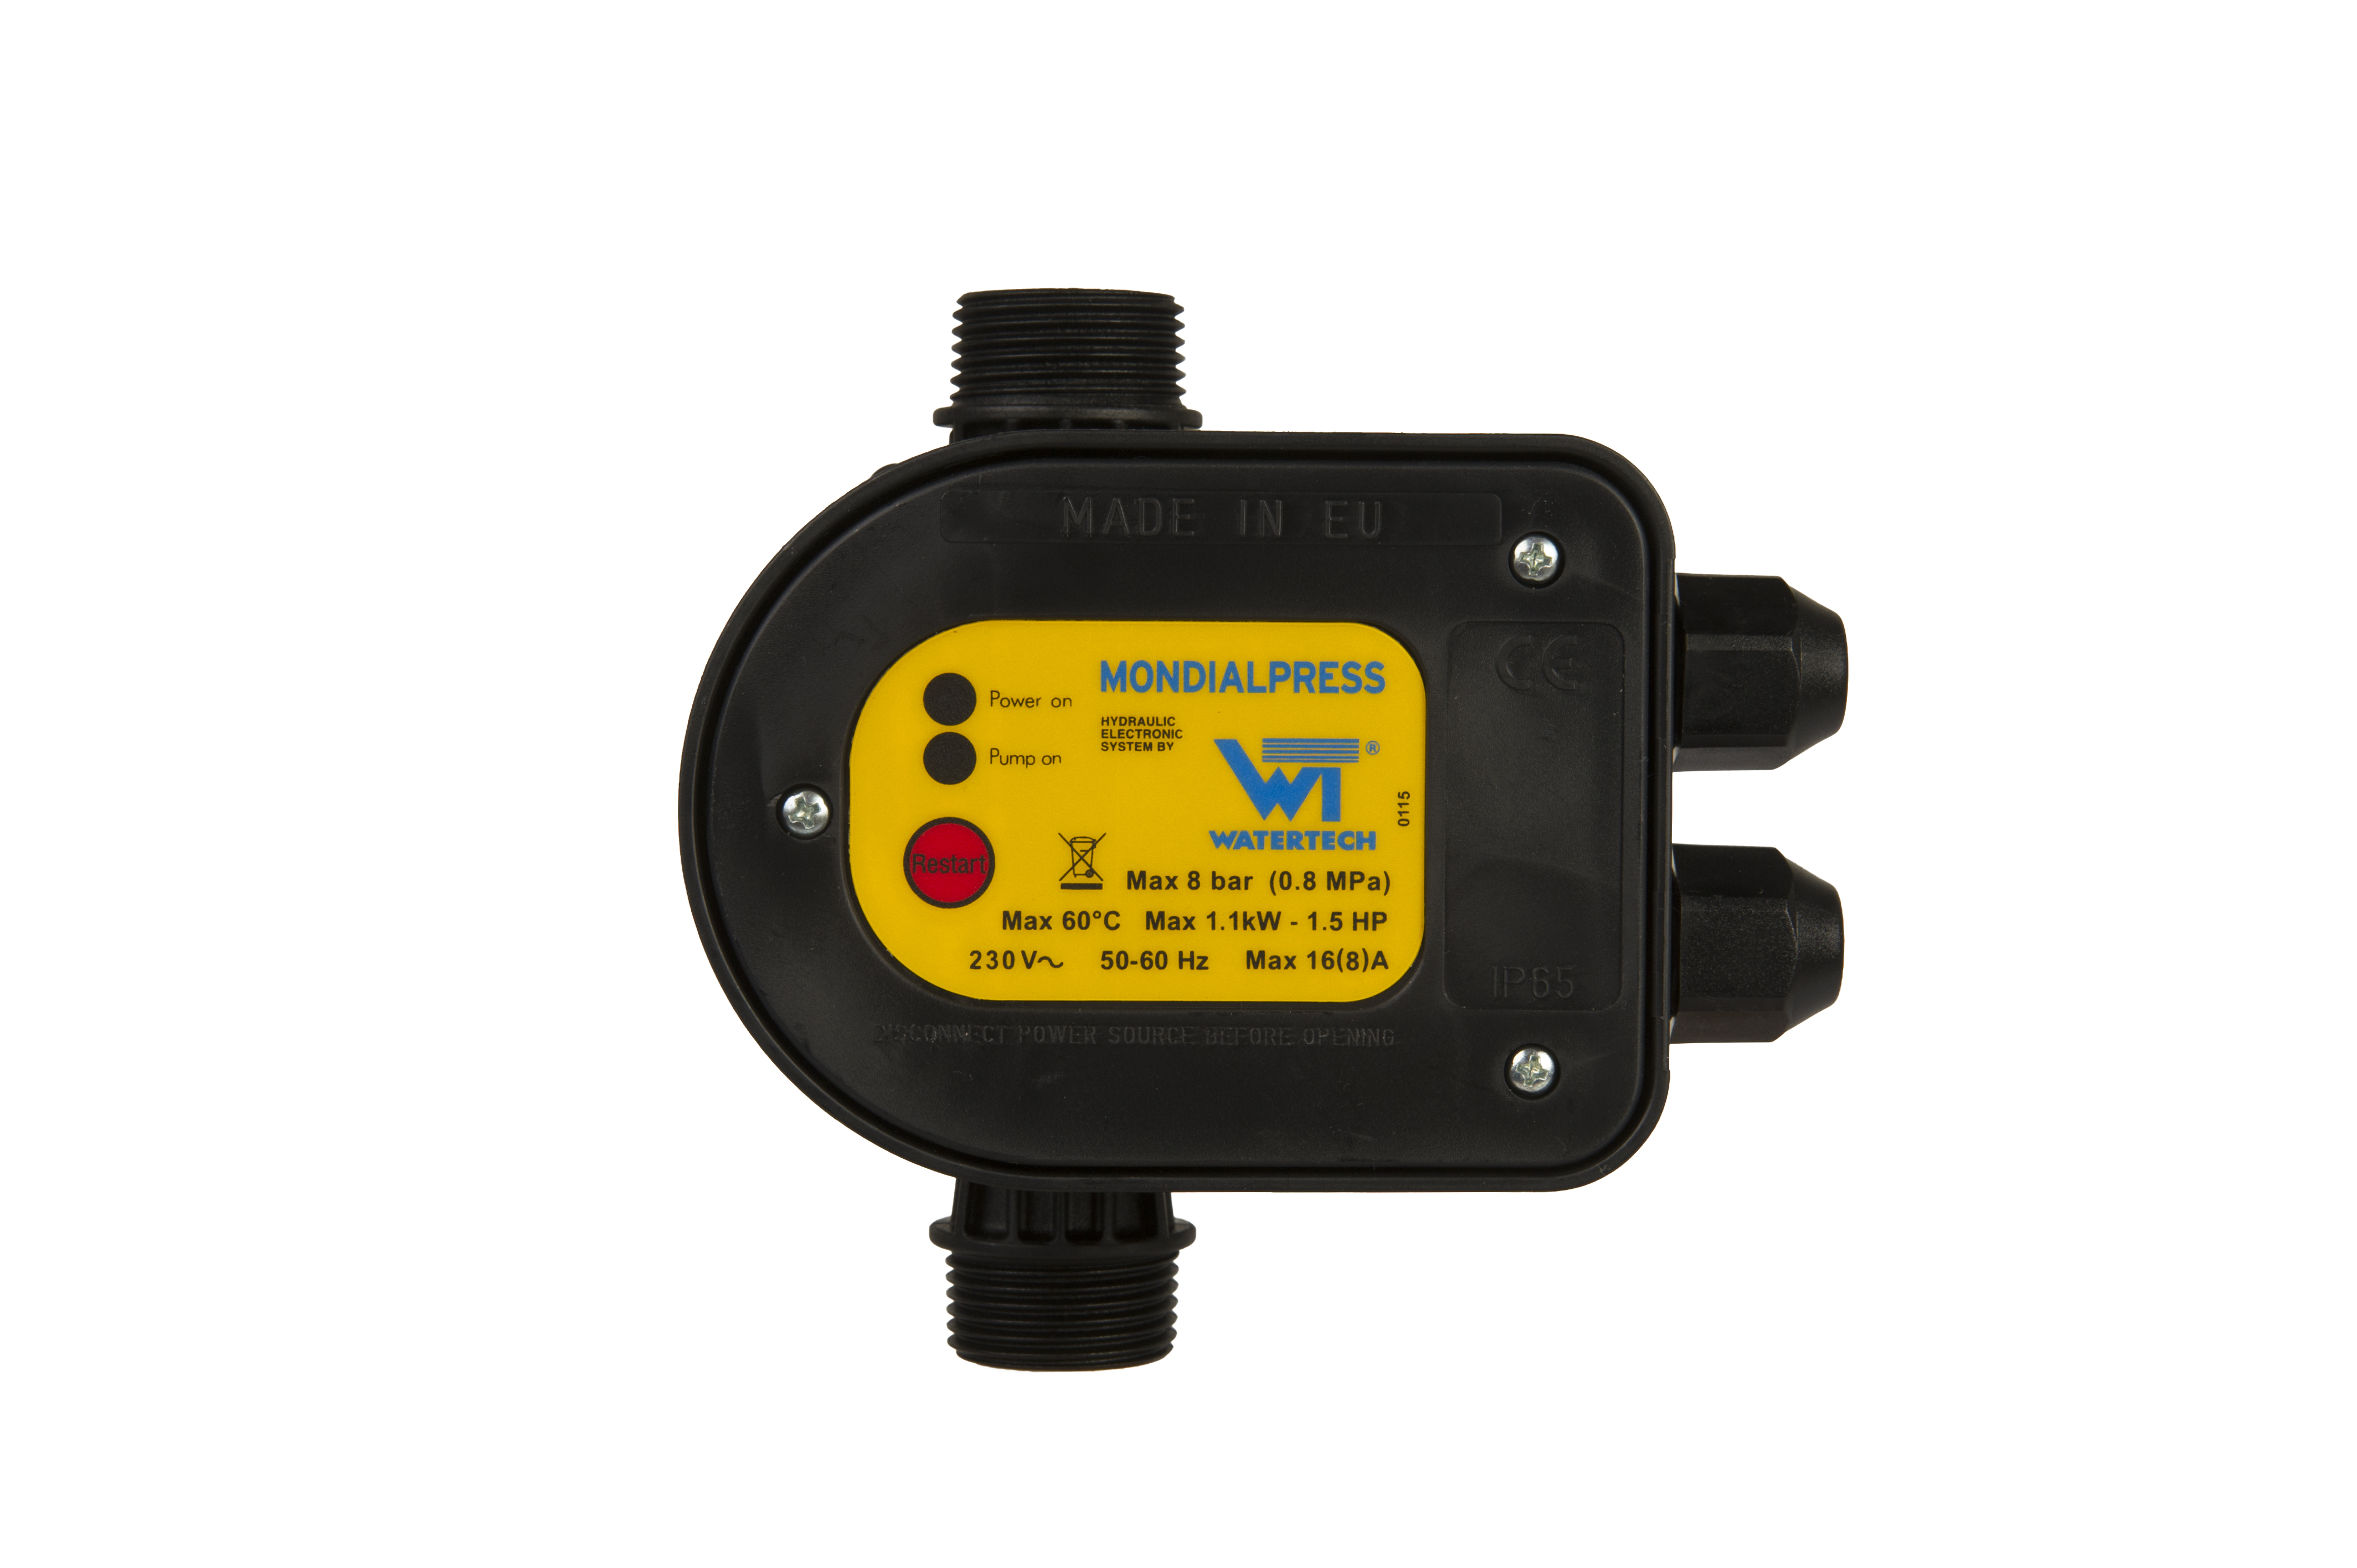 MADE IN EU
Power on
MONDIALPRESS
Pump on
HYDRAULIC
ELECTRONIC
SYSTEM BY
WT ®
WATERTECH
0115
CE
Restart
Max 8 bar (0.8 MPa)
Max 60°C Max 1.1kW - 1.5 HP
230V~ 50-60 Hz Max 16(8)A
IP65
DISCONNECT POWER SOURCE BEFORE OPENING